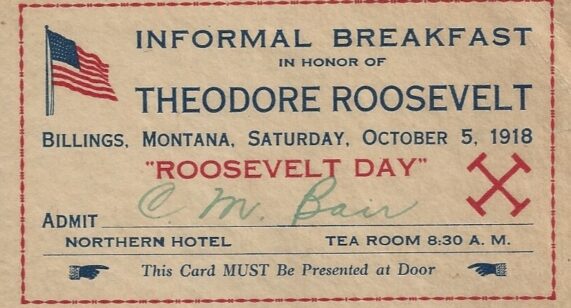 INFORMAL BREAKFAST
IN HONOR OF
THEODORE ROOSEVELT
BILLINGS, MONTANA, SATURDAY, OCTOBER 5, 1918
"ROOSEVELT DAY"
ADMIT C. M. Bair
NORTHERN HOTEL TEA ROOM 8:30 A. M.
This Card MUST Be Presented at Door